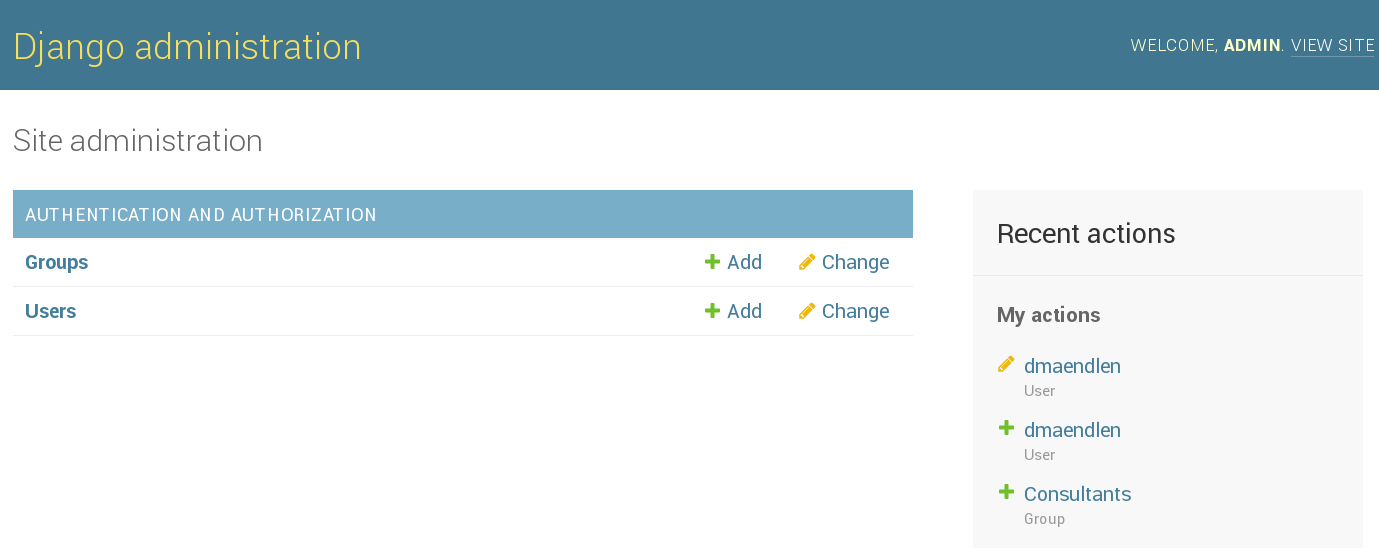 Django administration
WELCOME, ADMIN. VIEW SITE
Site administration
AUTHENTICATION AND AUTHORIZATION
Groups Add Change
Users Add Change
Recent actions
My actions
dmaendlen
User
dmaendlen
User
Consultants
Group